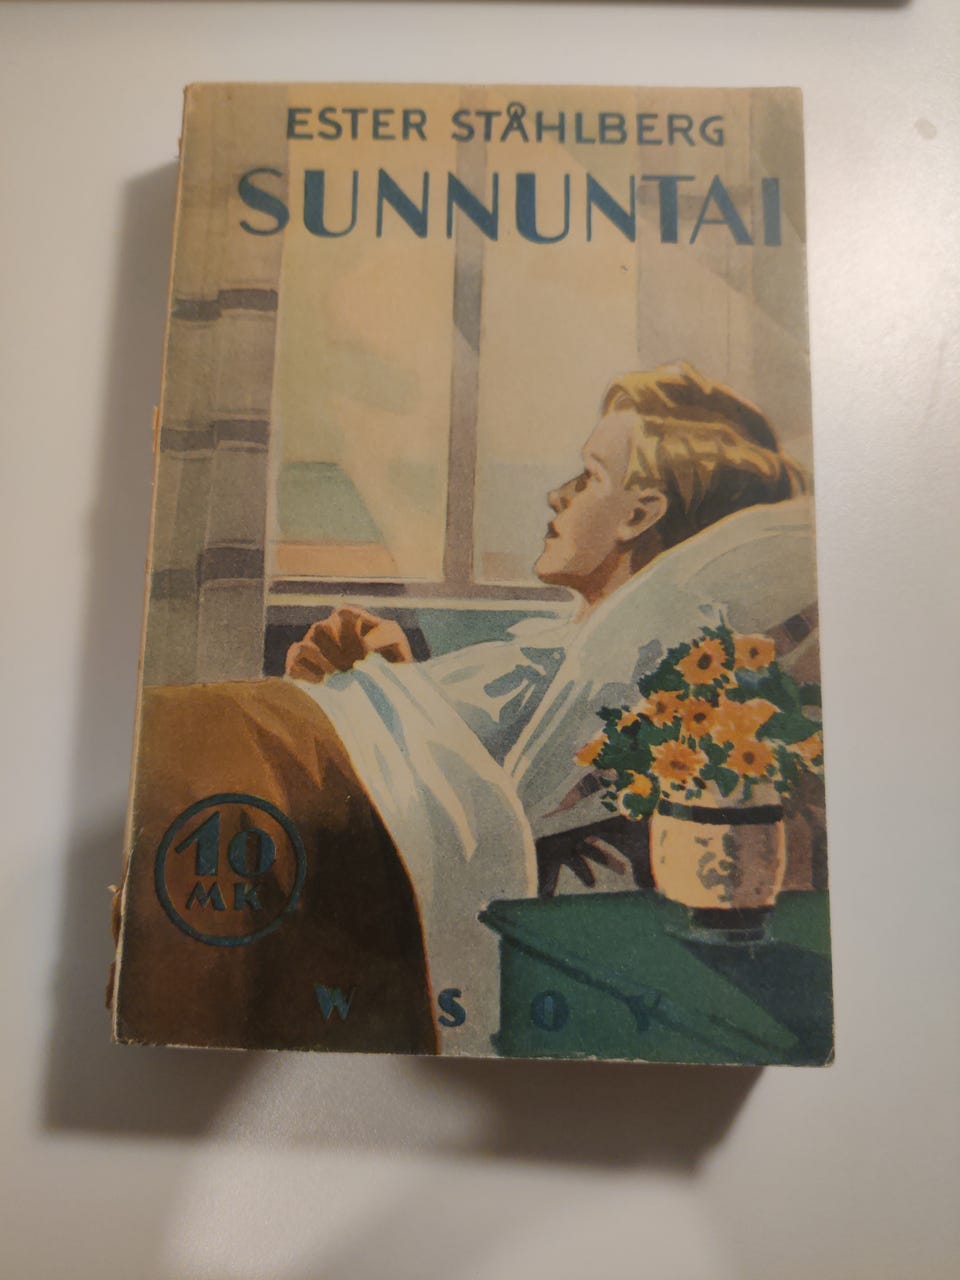 ESTER STÅHLBERG
SUNNUNTAI
10
MK
W S O Y